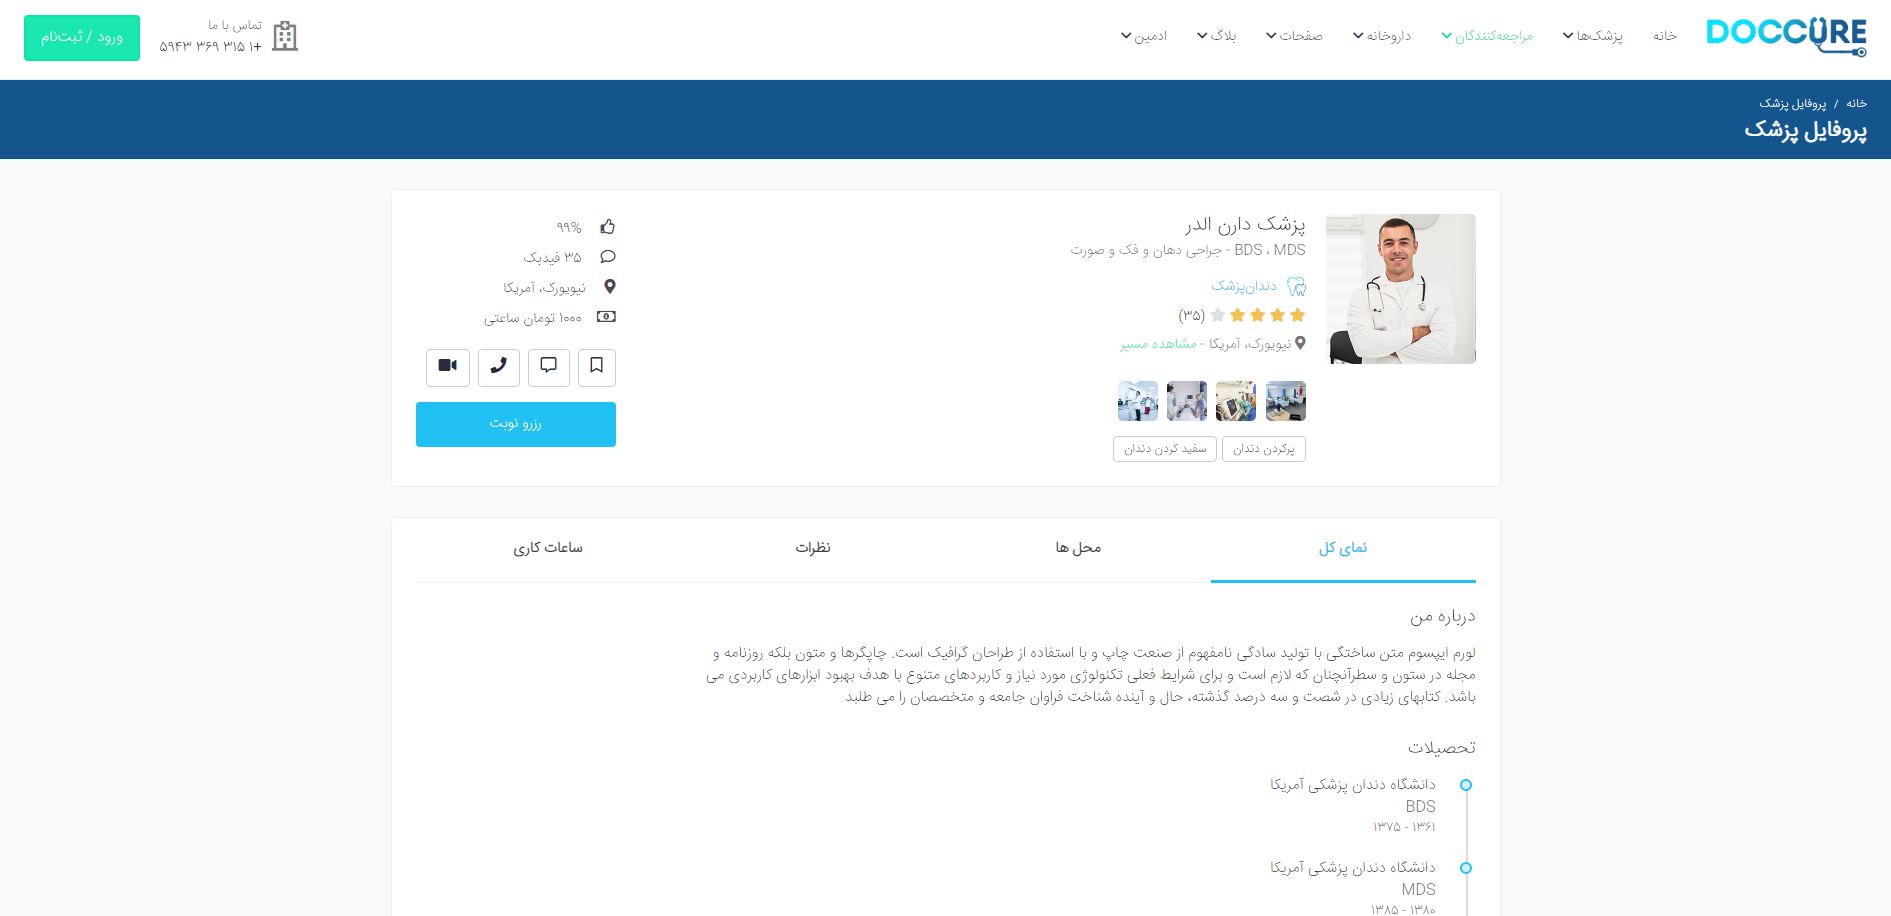 DOCCURE
خانه
پزشک‌ها
مراجعه‌کنندگان
داروخانه
صفحات
بلاگ
ادمین
تماس با ما
+۱ ۳۱۵ ۳۶۹ ۵۹۴۳
ورود / ثبت‌نام
خانه / پروفایل پزشک
پروفایل پزشک
پزشک دارن الدر
BDS ، MDS - جراحی دهان و فک و صورت
دندان‌پزشک
(۳۵)
نیویورک، آمریکا - مشاهده مسیر
پرکردن دندان
سفید کردن دندان
۹۹%
۳۵ فیدبک
نیویورک، آمریکا
۱۰۰۰ تومان ساعتی
رزرو نوبت
نمای کل
محل ها
نظرات
ساعات کاری
درباره من
لورم ایپسوم متن ساختگی با تولید سادگی نامفهوم از صنعت چاپ و با استفاده از طراحان گرافیک است. چاپگرها و متون بلکه روزنامه و
مجله در ستون و سطرآنچنان که لازم است و برای شرایط فعلی تکنولوژی مورد نیاز و کاربردهای متنوع با هدف بهبود ابزارهای کاربردی می
باشد. کتابهای زیادی در شصت و سه درصد گذشته، حال و آینده شناخت فراوان جامعه و متخصصان را می طلبد
تحصیلات
دانشگاه دندان پزشکی آمریکا
BDS
۱۳۶۱ - ۱۳۷۵
دانشگاه دندان پزشکی آمریکا
MDS
۱۳۸۰ - ۱۳۸۵